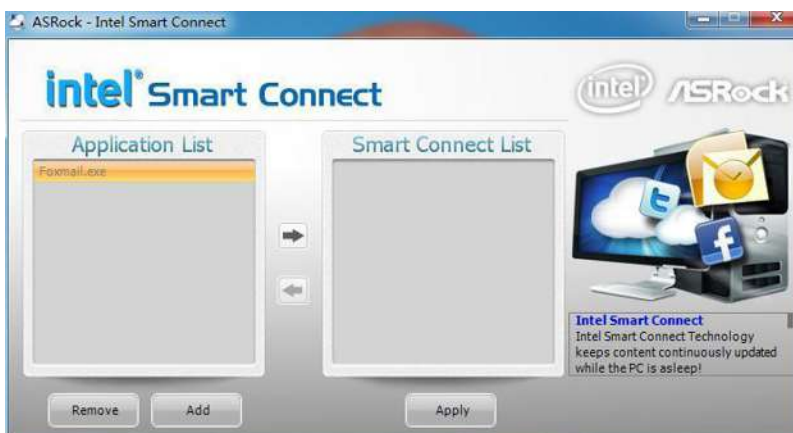 ASRock - Intel Smart Connect
intel® Smart Connect
intel ASRock
Application List
Foxmail.exe
Smart Connect List
Intel Smart Connect
Intel Smart Connect Technology
keeps content continuously updated
while the PC is asleep!
Remove
Add
Apply